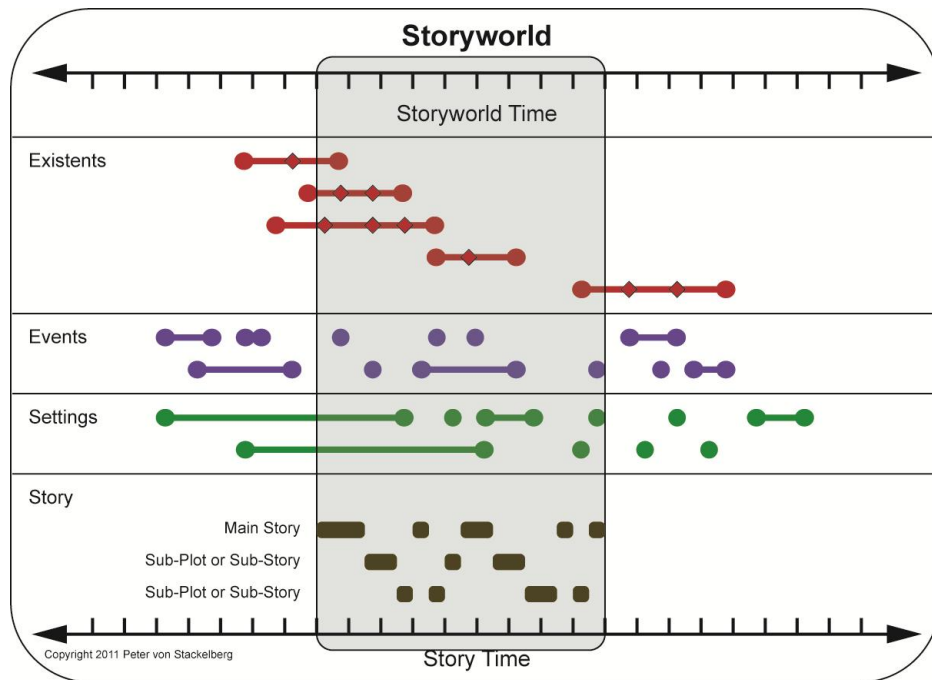 Storyworld
Storyworld Time
Existents
Events
Settings
Story
Main Story
Sub-Plot or Sub-Story
Sub-Plot or Sub-Story
Copyright 2011 Peter von Stackelberg
Story Time